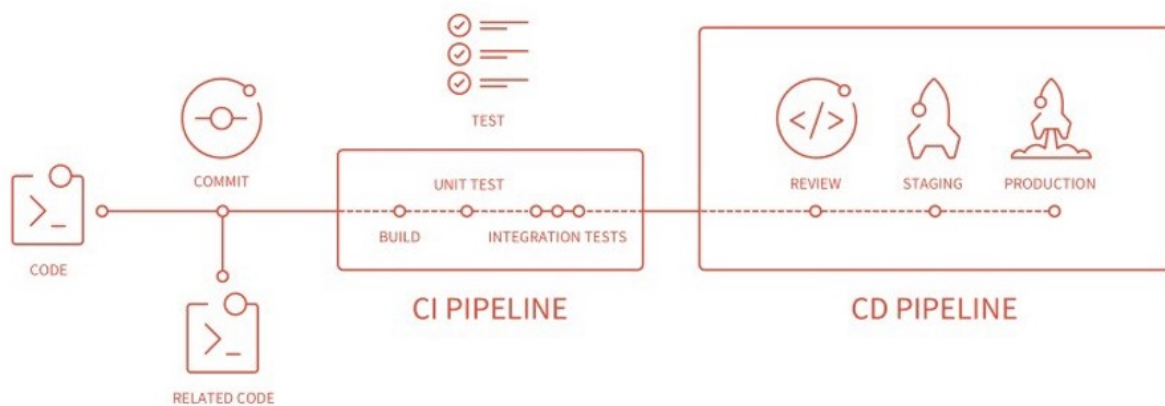 TEST
COMMIT
UNIT TEST
REVIEW
STAGING
PRODUCTION
BUILD
INTEGRATION TESTS
CODE
CI PIPELINE
CD PIPELINE
RELATED CODE